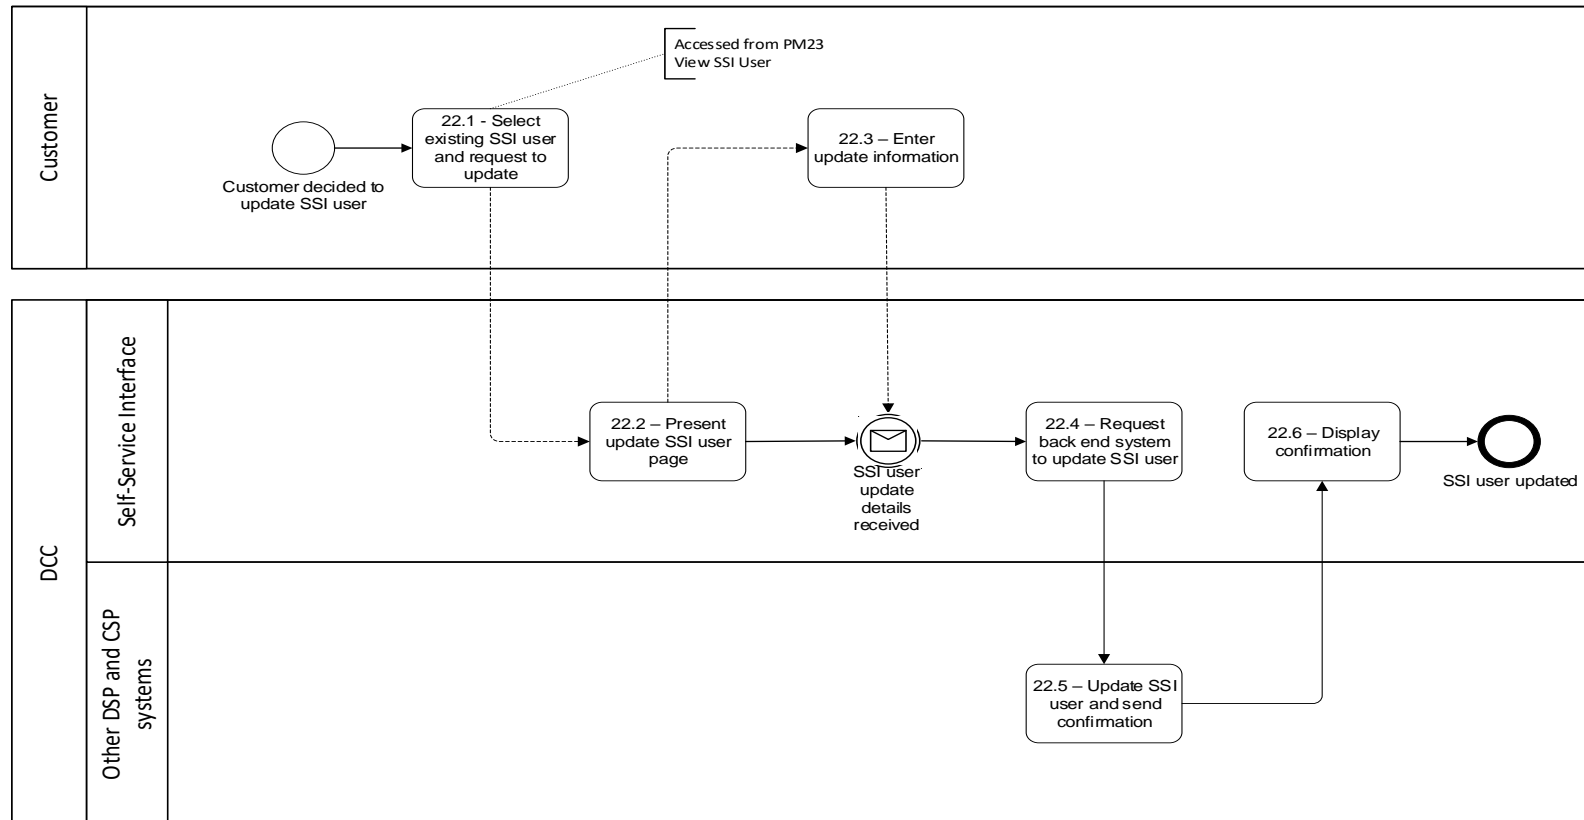 Customer
Accessed from PM23
View SSI User
22.1 - Select
existing SSI user
and request to
update
22.3 – Enter
update information
Customer decided to
update SSI user
DCC
Self-Service Interface
22.2 – Present
update SSI user
page
SSI user
update
details
received
22.4 – Request
back end system
to update SSI user
22.6 – Display
confirmation
SSI user updated
Other DSP and CSP
systems
22.5 – Update SSI
user and send
confirmation